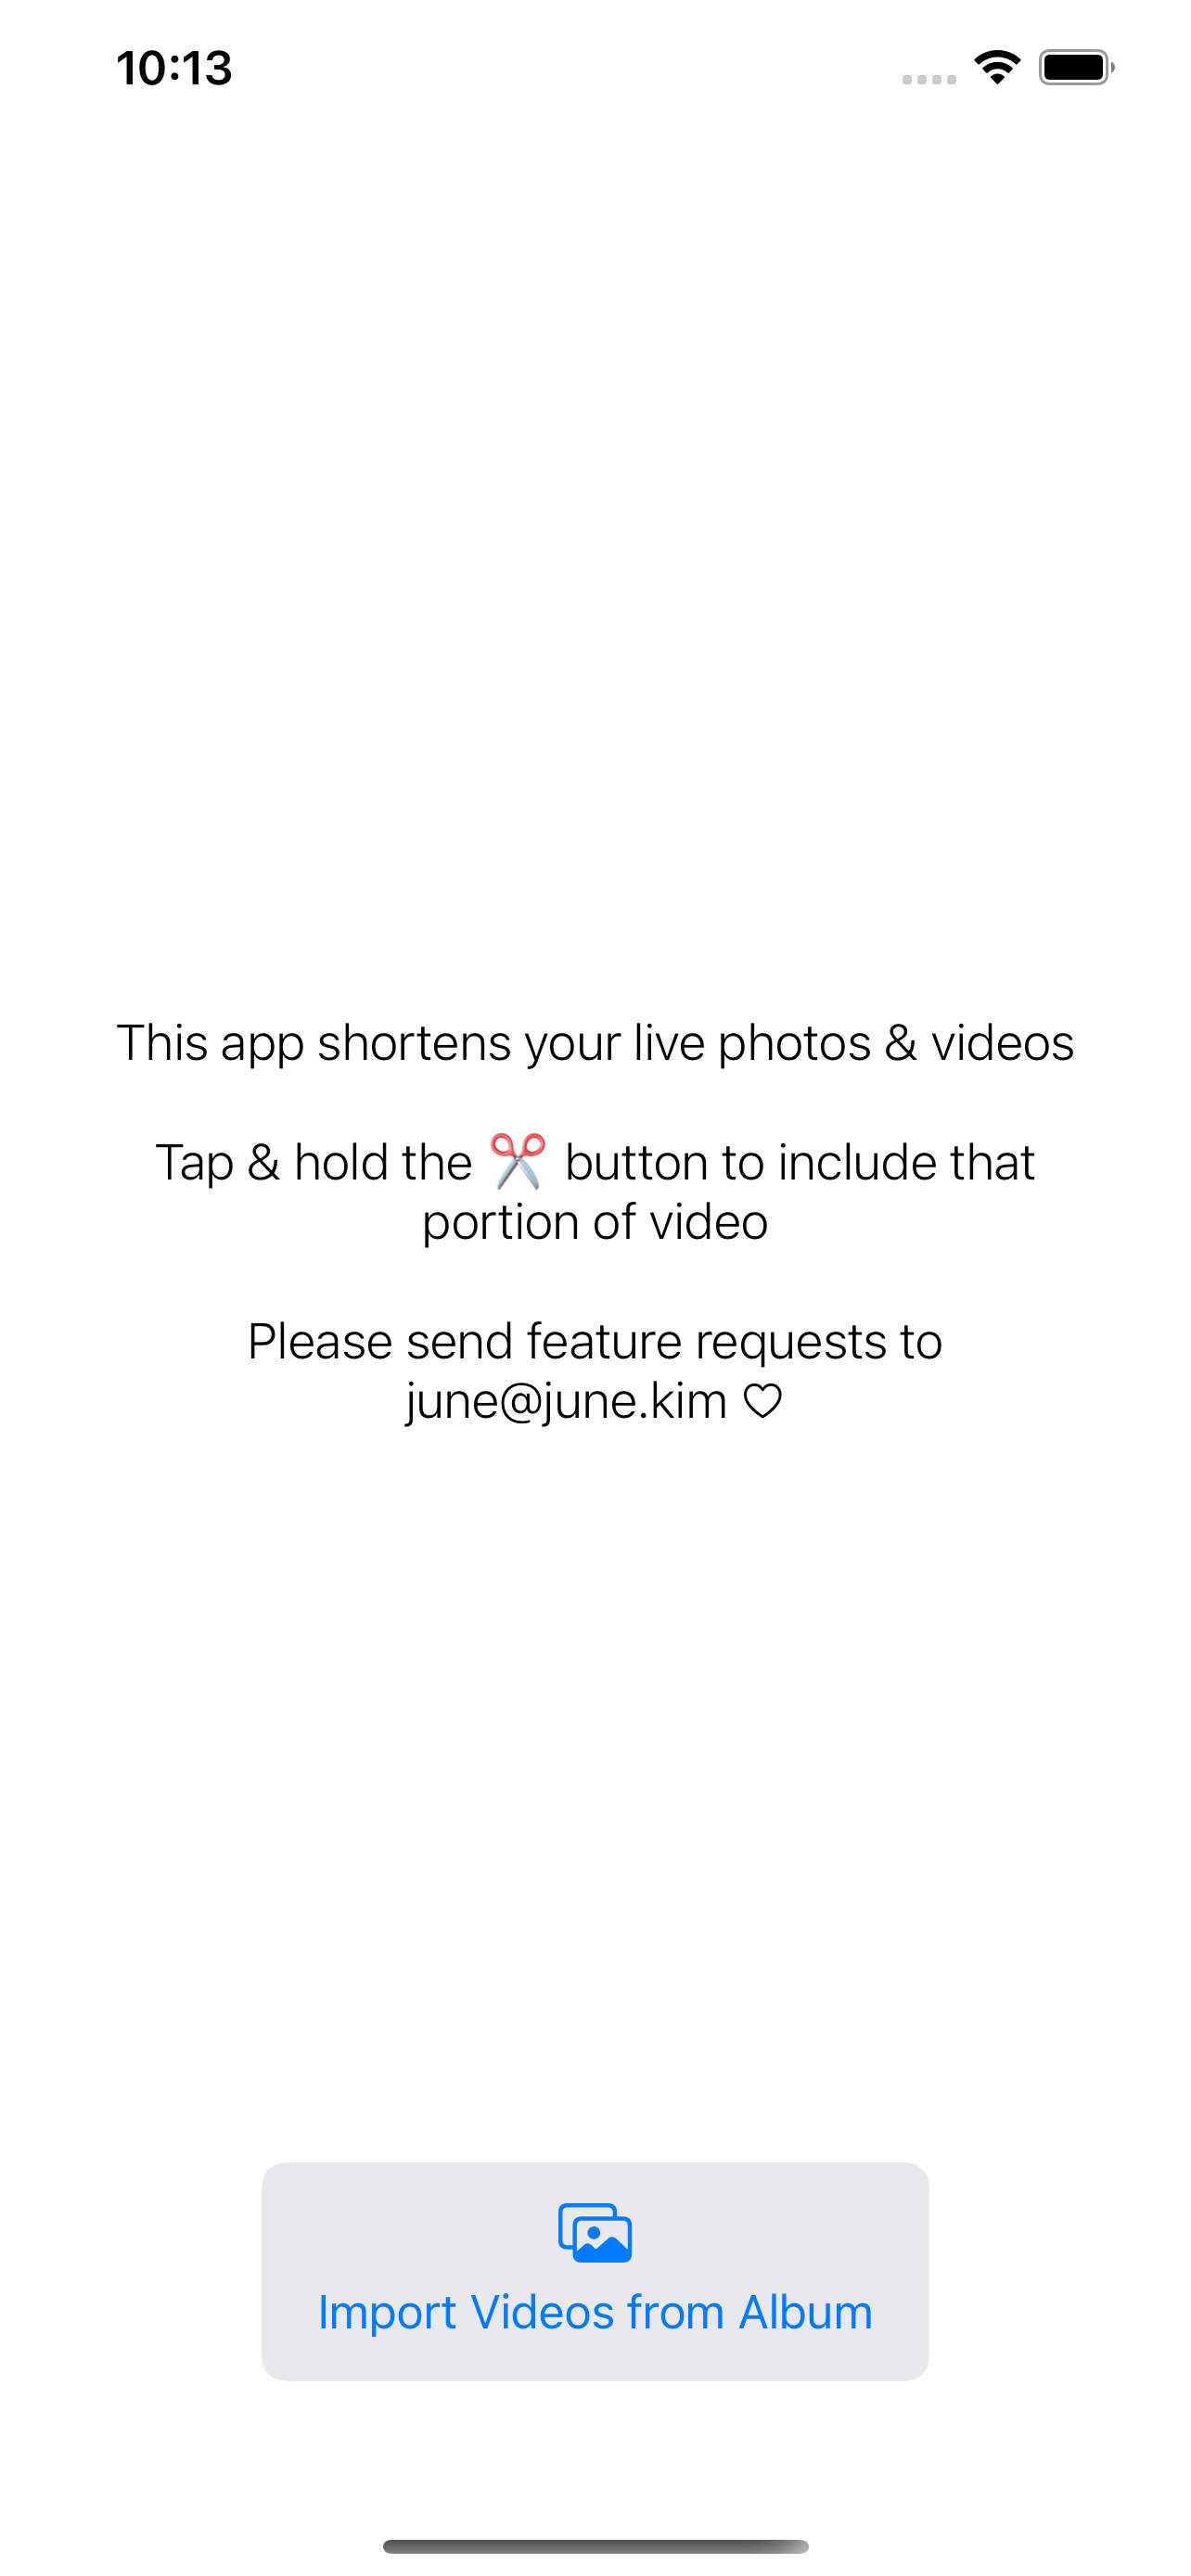 10:13
This app shortens your live photos & videos
Tap & hold the ✂️ button to include that
portion of video
Please send feature requests to
june@june.kim ♡
Import Videos from Album